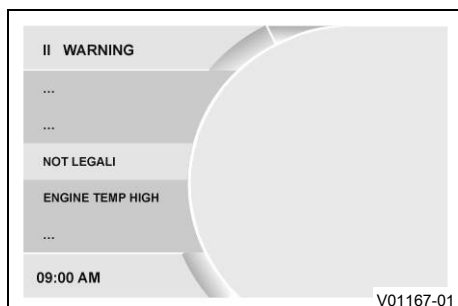 II WARNING
...
...
NOT LEGALI
ENGINE TEMP HIGH
...
09:00 AM
V01167-01